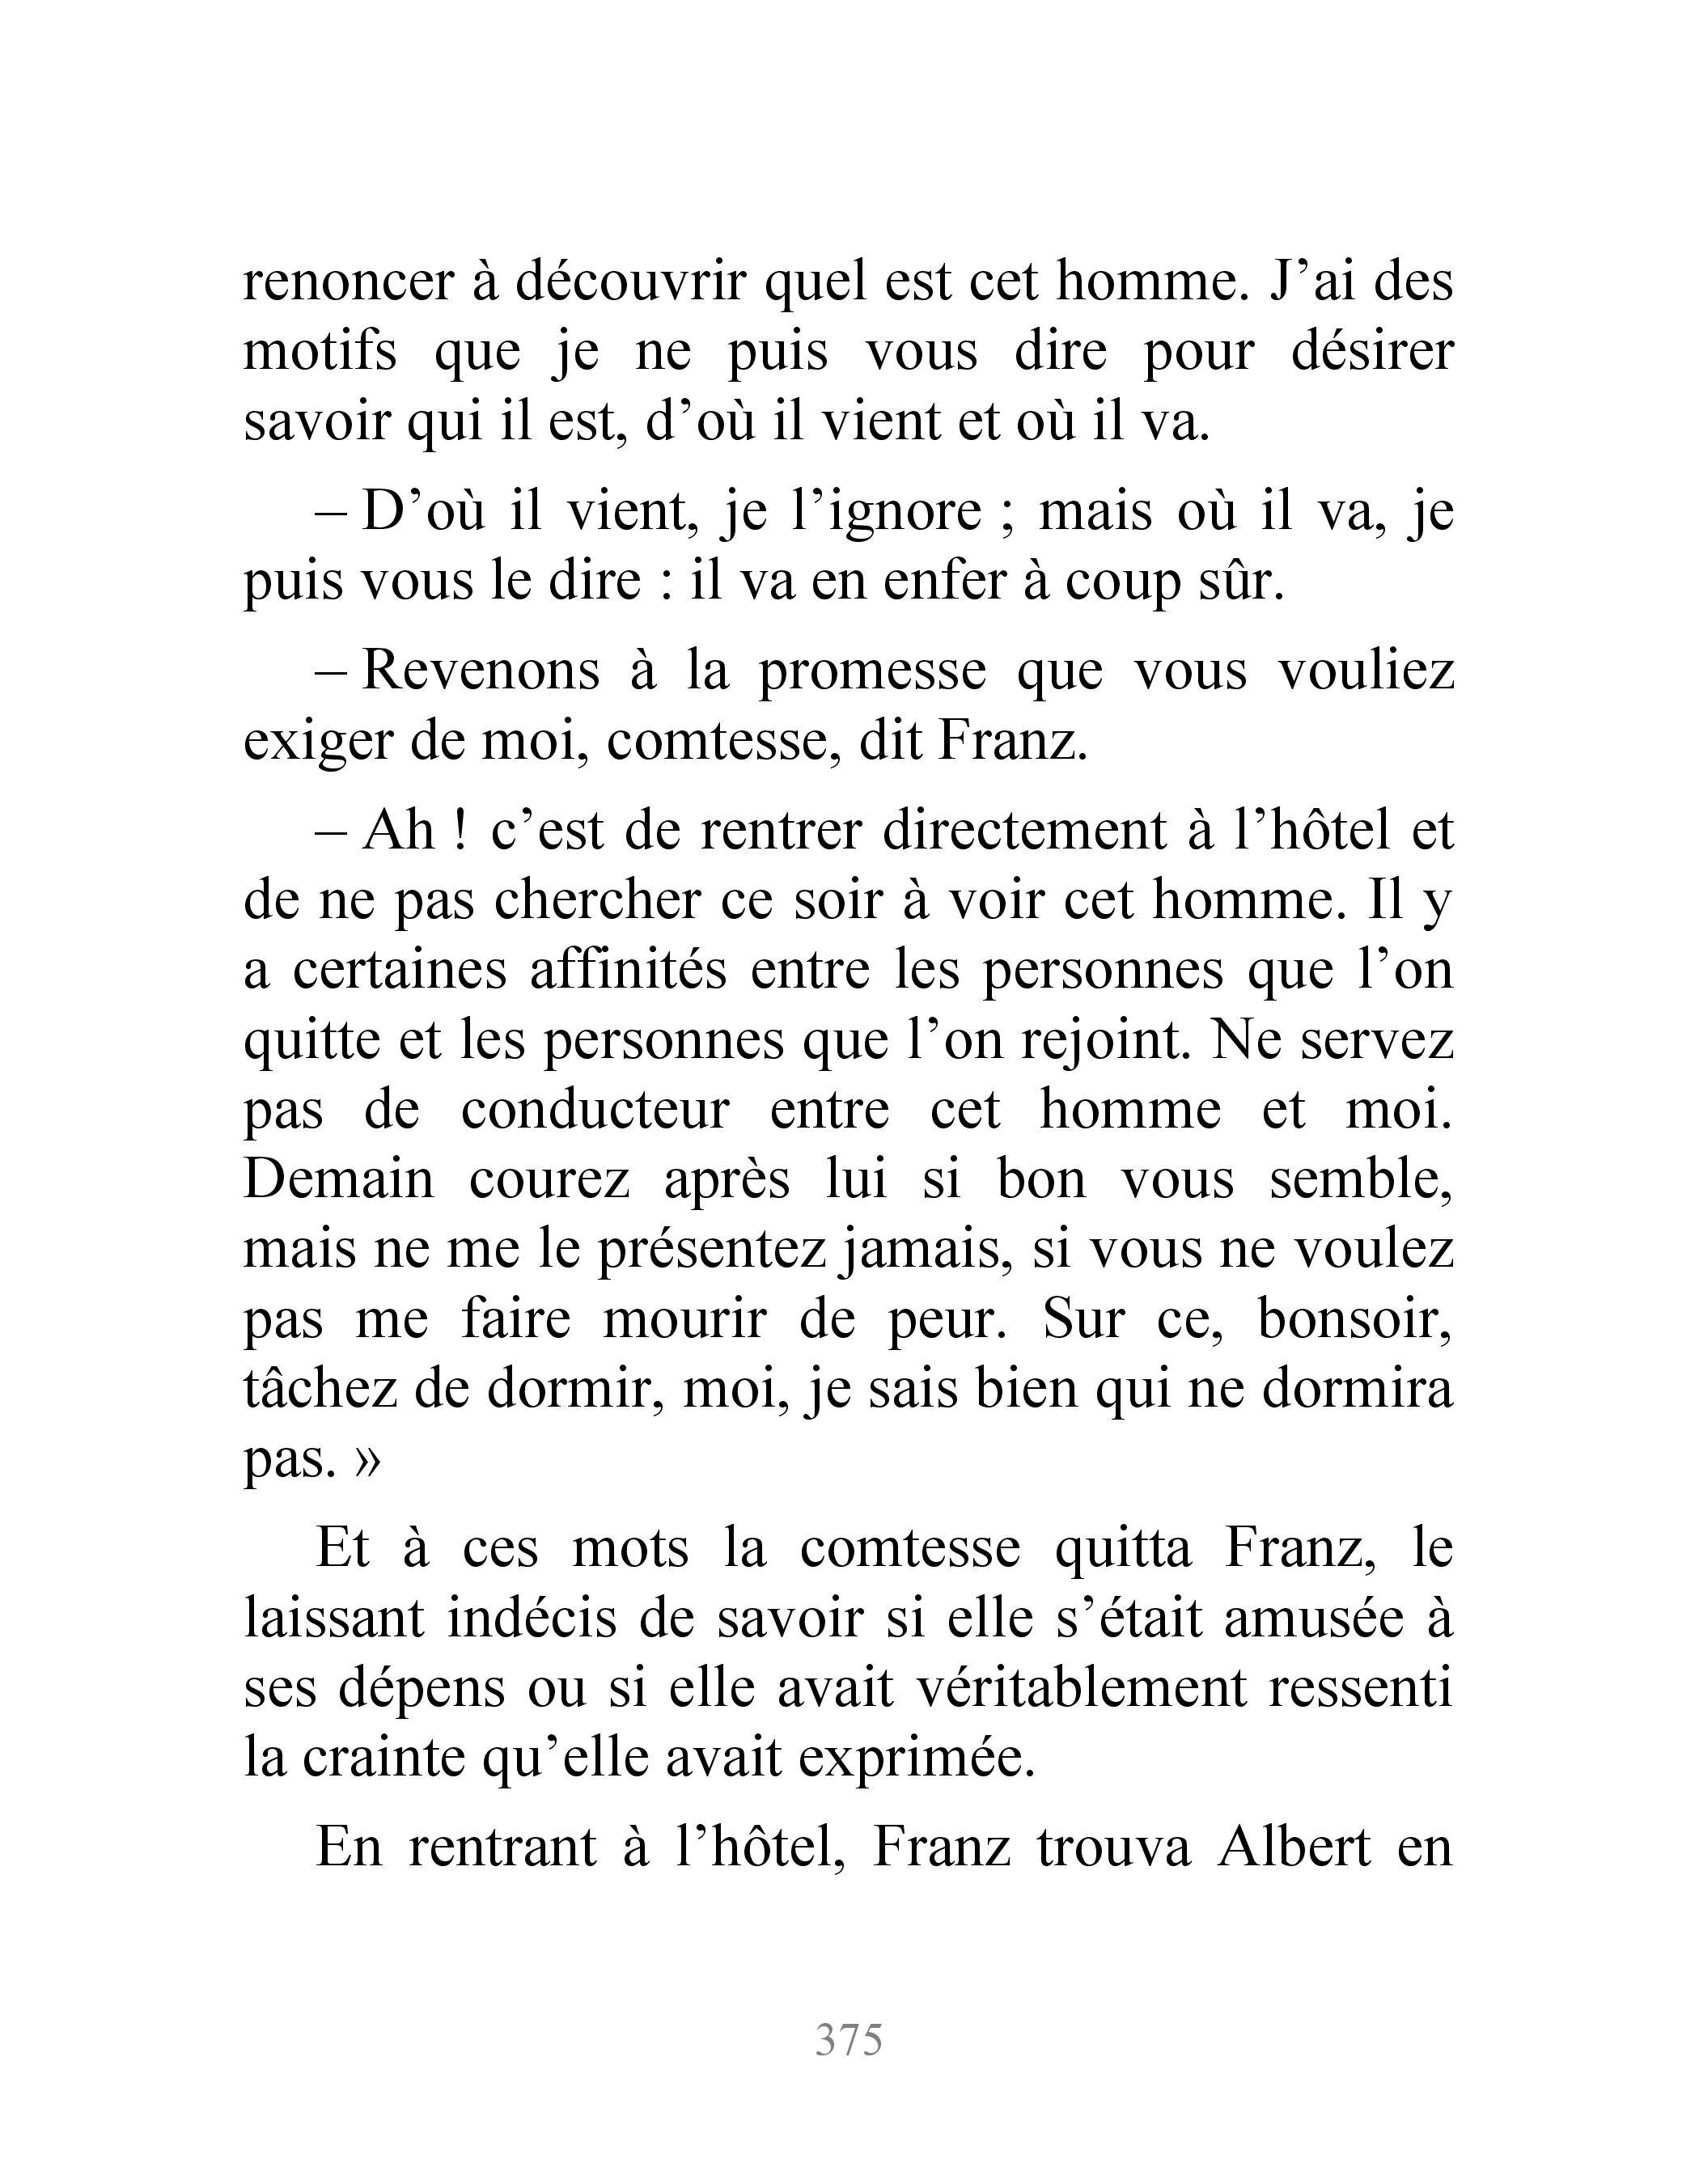 renoncer à découvrir quel est cet homme. J’ai des
motifs que je ne puis vous dire pour désirer
savoir qui il est, d’où il vient et où il va.
– D’où il vient, je l’ignore ; mais où il va, je
puis vous le dire : il va en enfer à coup sûr.
– Revenons à la promesse que vous vouliez
exiger de moi, comtesse, dit Franz.
– Ah ! c’est de rentrer directement à l’hôtel et
de ne pas chercher ce soir à voir cet homme. Il y
a certaines affinités entre les personnes que l’on
quitte et les personnes que l’on rejoint. Ne servez
pas de conducteur entre cet homme et moi.
Demain courez après lui si bon vous semble,
mais ne me le présentez jamais, si vous ne voulez
pas me faire mourir de peur. Sur ce, bonsoir,
tâchez de dormir, moi, je sais bien qui ne dormira
pas. »
Et à ces mots la comtesse quitta Franz, le
laissant indécis de savoir si elle s’était amusée à
ses dépens ou si elle avait véritablement ressenti
la crainte qu’elle avait exprimée.
En rentrant à l’hôtel, Franz trouva Albert en
375